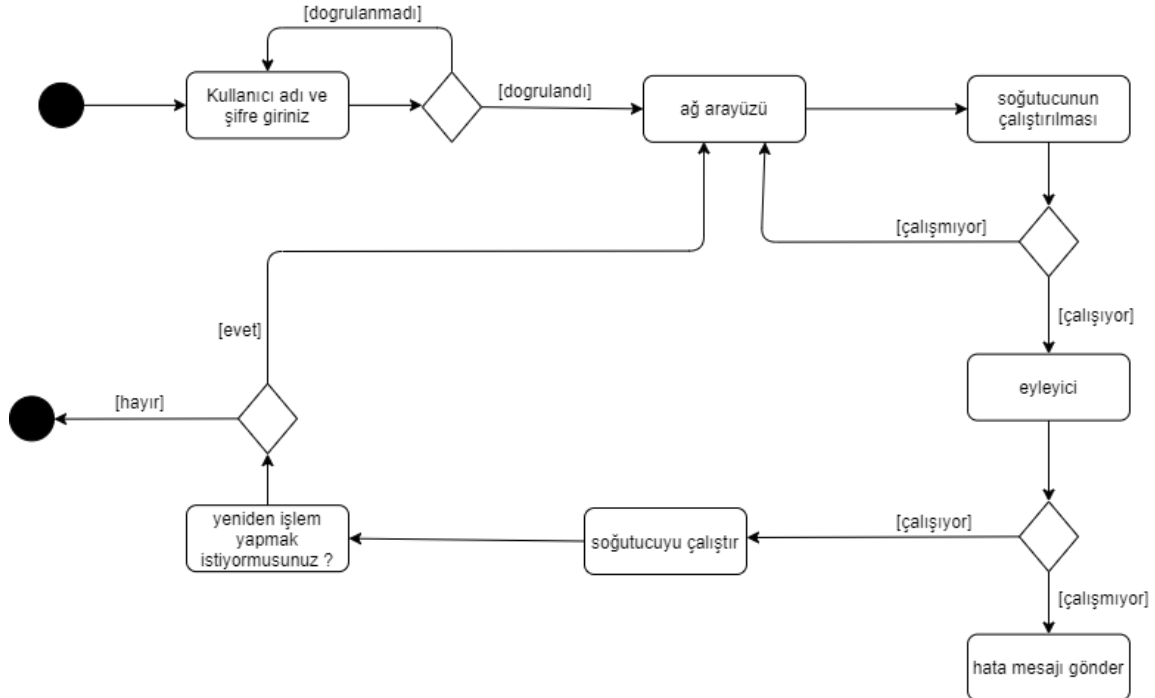 [dogrulanmadı]
Kullanıcı adı ve
şifre giriniz
[dogrulandı]
ağ arayüzü
soğutucunun
çalıştırılması
[çalışmıyor]
[çalışıyor]
[evet]
eyleyici
[hayır]
yeniden işlem
yapmak
istiyormusunuz ?
soğutucuyu çalıştır
[çalışıyor]
[çalışmıyor]
hata mesajı gönder